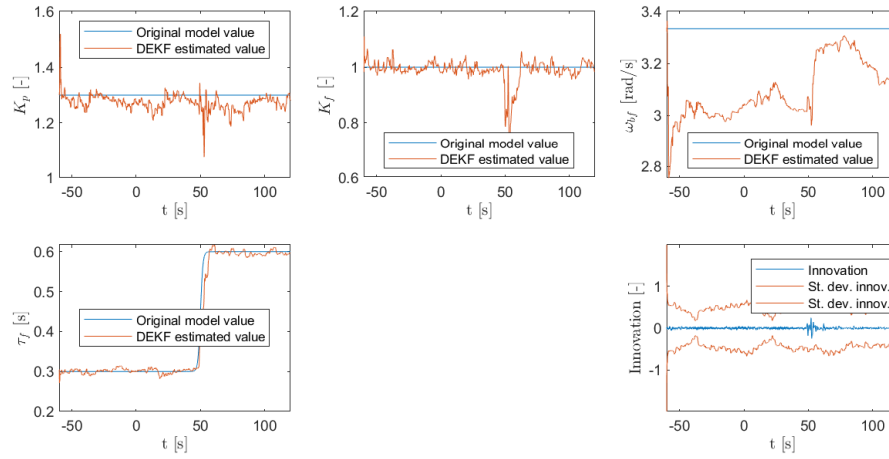 1.6
1.4
1.2
1
K_p [-]
Original model value
DEKF estimated value
-50 0 50 100
t [s]
1.2
1
0.8
0.6
K_f [-]
Original model value
DEKF estimated value
-50 0 50 100
t [s]
3.4
3.2
3
2.8
ω_bf [rad/s]
Original model value
DEKF estimated value
-50 0 50 100
t [s]
0.6
0.4
0.2
τ_f [s]
Original model value
DEKF estimated value
-50 0 50 100
t [s]
1
0
-1
Innovation [-]
Innovation
St. dev. innov.
St. dev. innov.
-50 0 50 100
t [s]